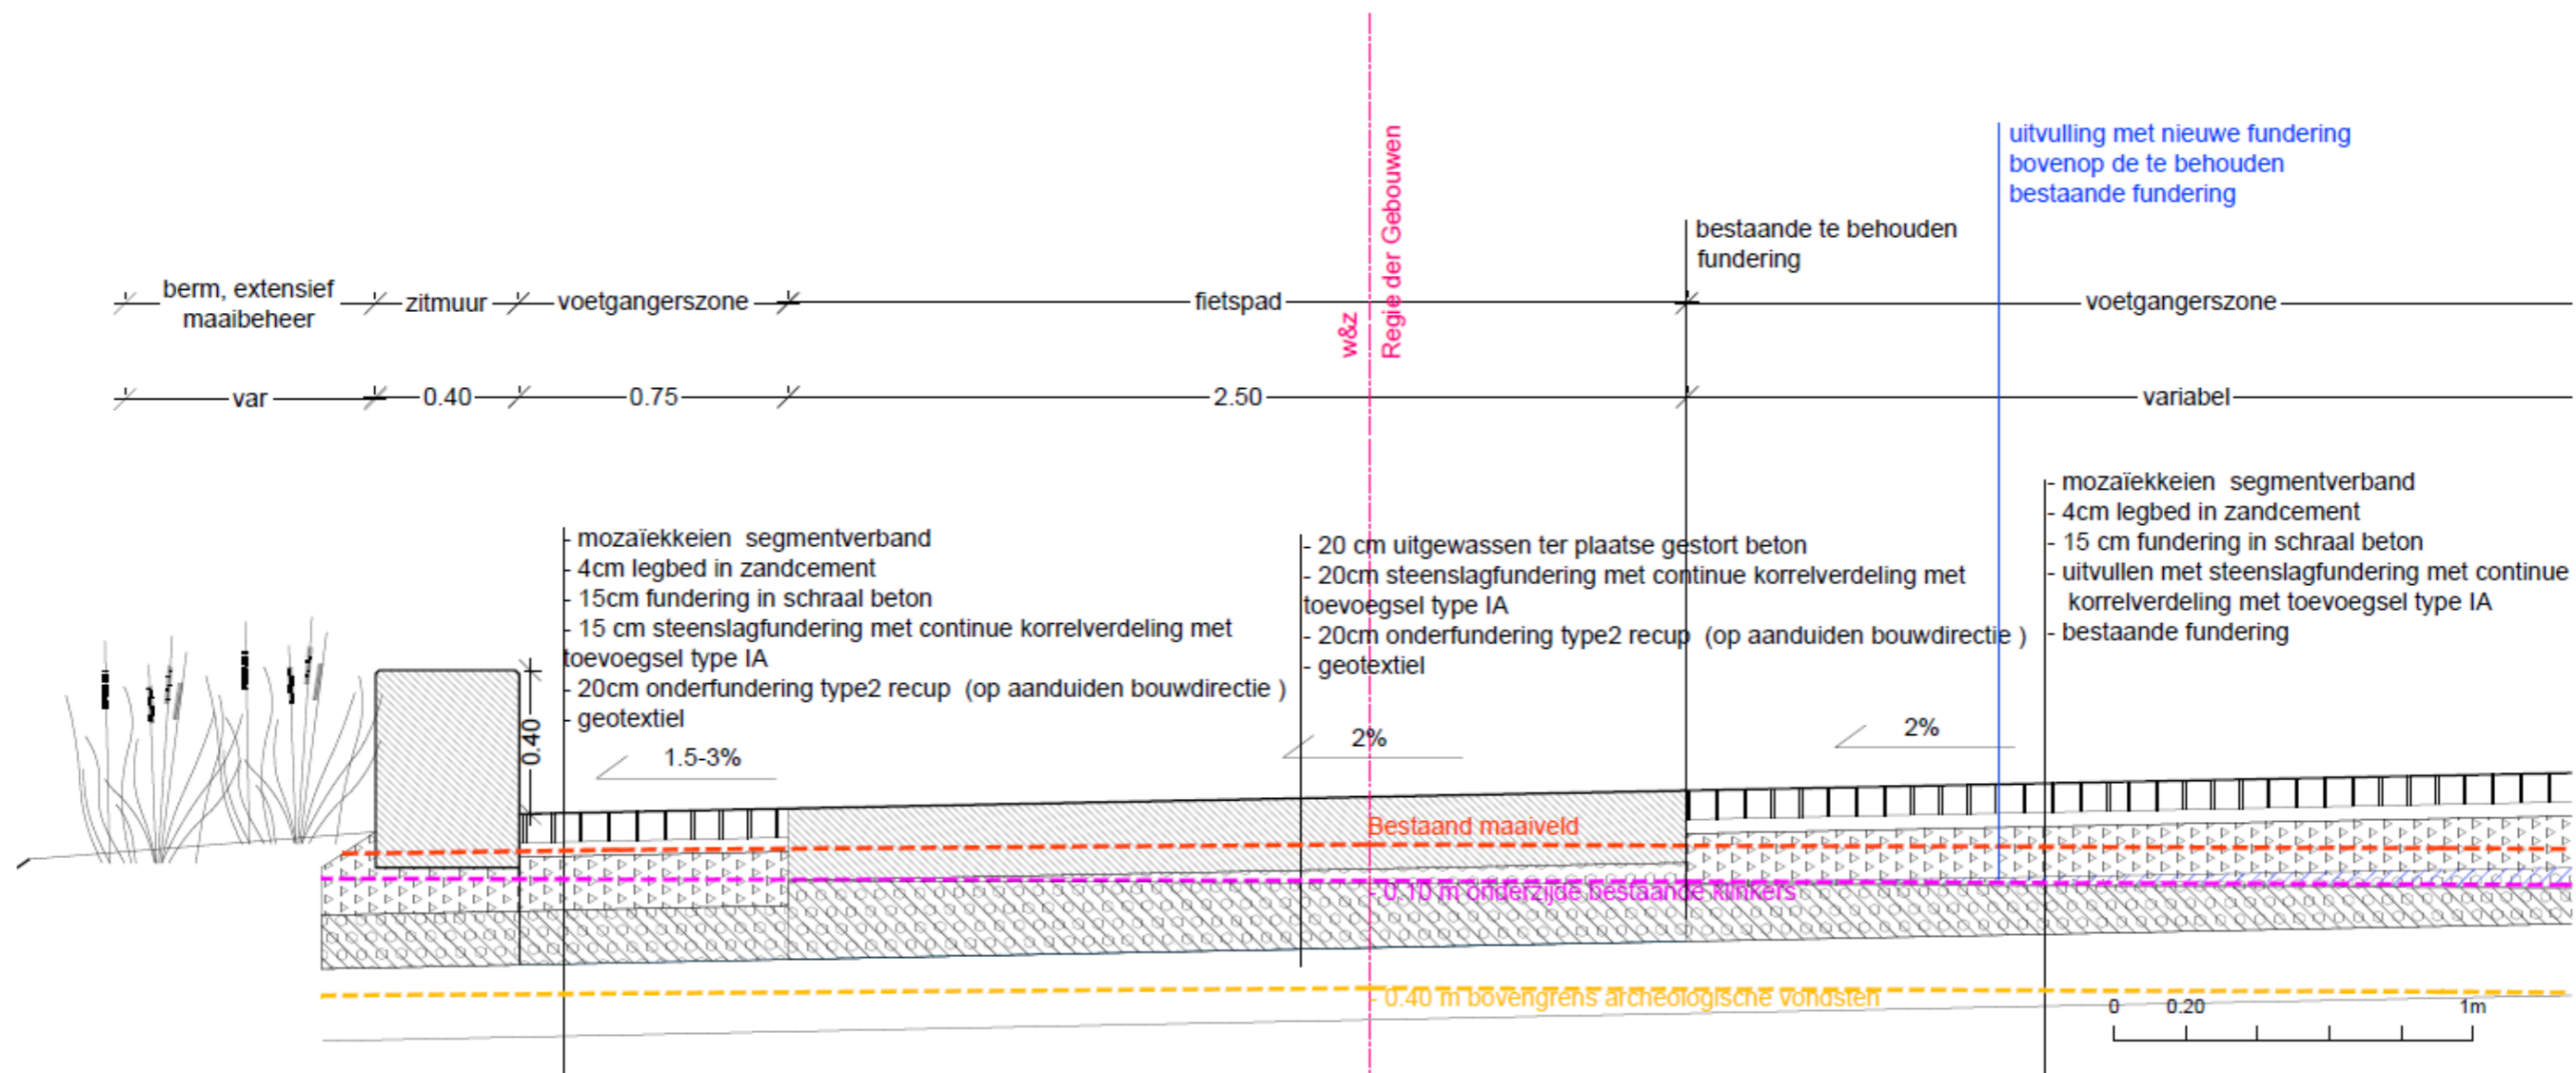 uitvulling met nieuwe fundering
bovenop de te behouden
bestaande fundering
bestaande te behouden
fundering
w&z
Regie der Gebouwen
berm, extensief
maaibeheer
zitmuur
voetgangerszone
fietspad
voetgangerszone
var
0.40
0.75
2.50
variabel
- mozaïekkeien segmentverband
- 4cm legbed in zandcement
- 15cm fundering in schraal beton
- 15 cm steenslagfundering met continue korrelverdeling met
toevoegsel type IA
- 20cm onderfundering type2 recup (op aanduiden bouwdirectie )
- geotextiel
- 20 cm uitgewassen ter plaatse gestort beton
- 20cm steenslagfundering met continue korrelverdeling met
toevoegsel type IA
- 20cm onderfundering type2 recup (op aanduiden bouwdirectie )
- geotextiel
- mozaïekkeien segmentverband
- 4cm legbed in zandcement
- 15 cm fundering in schraal beton
- uitvullen met steenslagfundering met continue
korrelverdeling met toevoegsel type IA
- bestaande fundering
0.40
1.5-3%
2%
2%
Bestaand maaiveld
- 0.10 m onderzijde bestaande klinkers
- 0.40 m bovengrens archeologische vondsten
0 0.20 1m